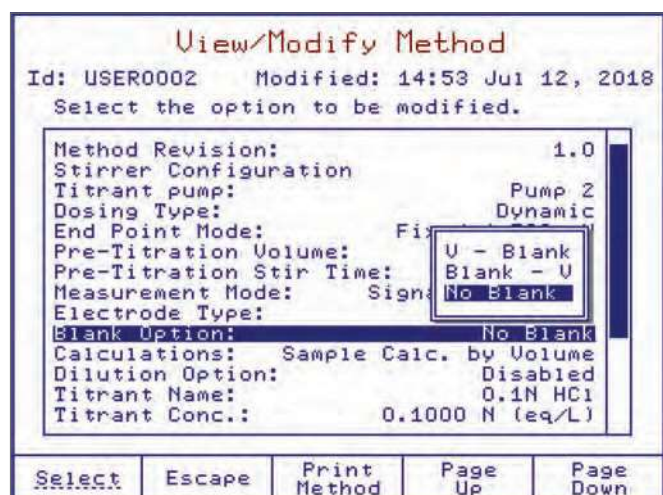 View/Modify Method
Id: USER0002 Modified: 14:53 Jul 12, 2018
Select the option to be modified.
Method Revision: 1.0
Stirrer Configuration
Titrant pump: Pump 2
Dosing Type: Dynamic
End Point Mode:
Pre-Titration Volume:
Pre-Titration Stir Time:
Measurement Mode:
Electrode Type:
V - Blank
Blank - V
No Blank
Blank Option: No Blank
Calculations: Sample Calc. by Volume
Dilution Option: Disabled
Titrant Name: 0.1N HCl
Titrant Conc.: 0.1000 N (eq/L)
Select Escape Print Method Page Up Page Down